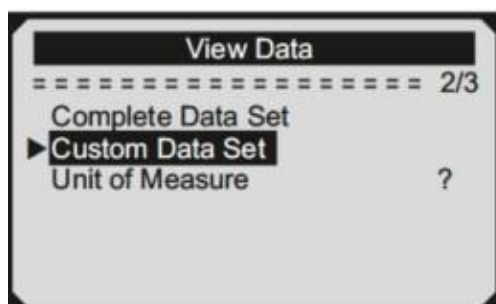 View Data
= = = = = = = = = = = = = = = = = = 2/3
Complete Data Set
Custom Data Set
Unit of Measure ?